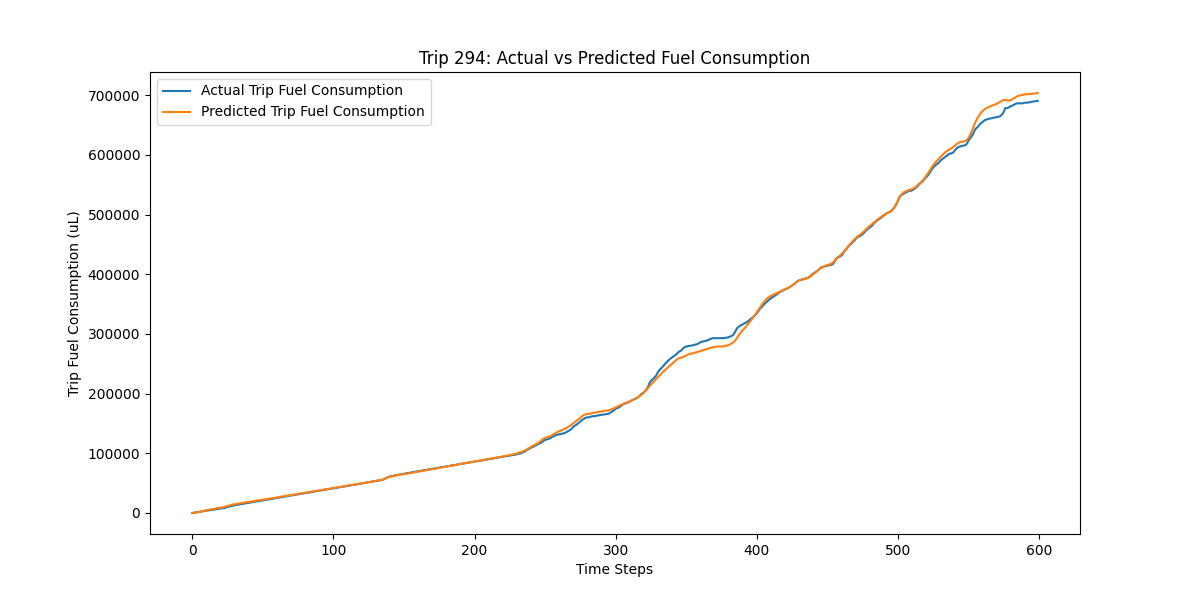 Trip 294: Actual vs Predicted Fuel Consumption
Actual Trip Fuel Consumption
Predicted Trip Fuel Consumption
Trip Fuel Consumption (uL)
700000
600000
500000
400000
300000
200000
100000
0
0 100 200 300 400 500 600
Time Steps